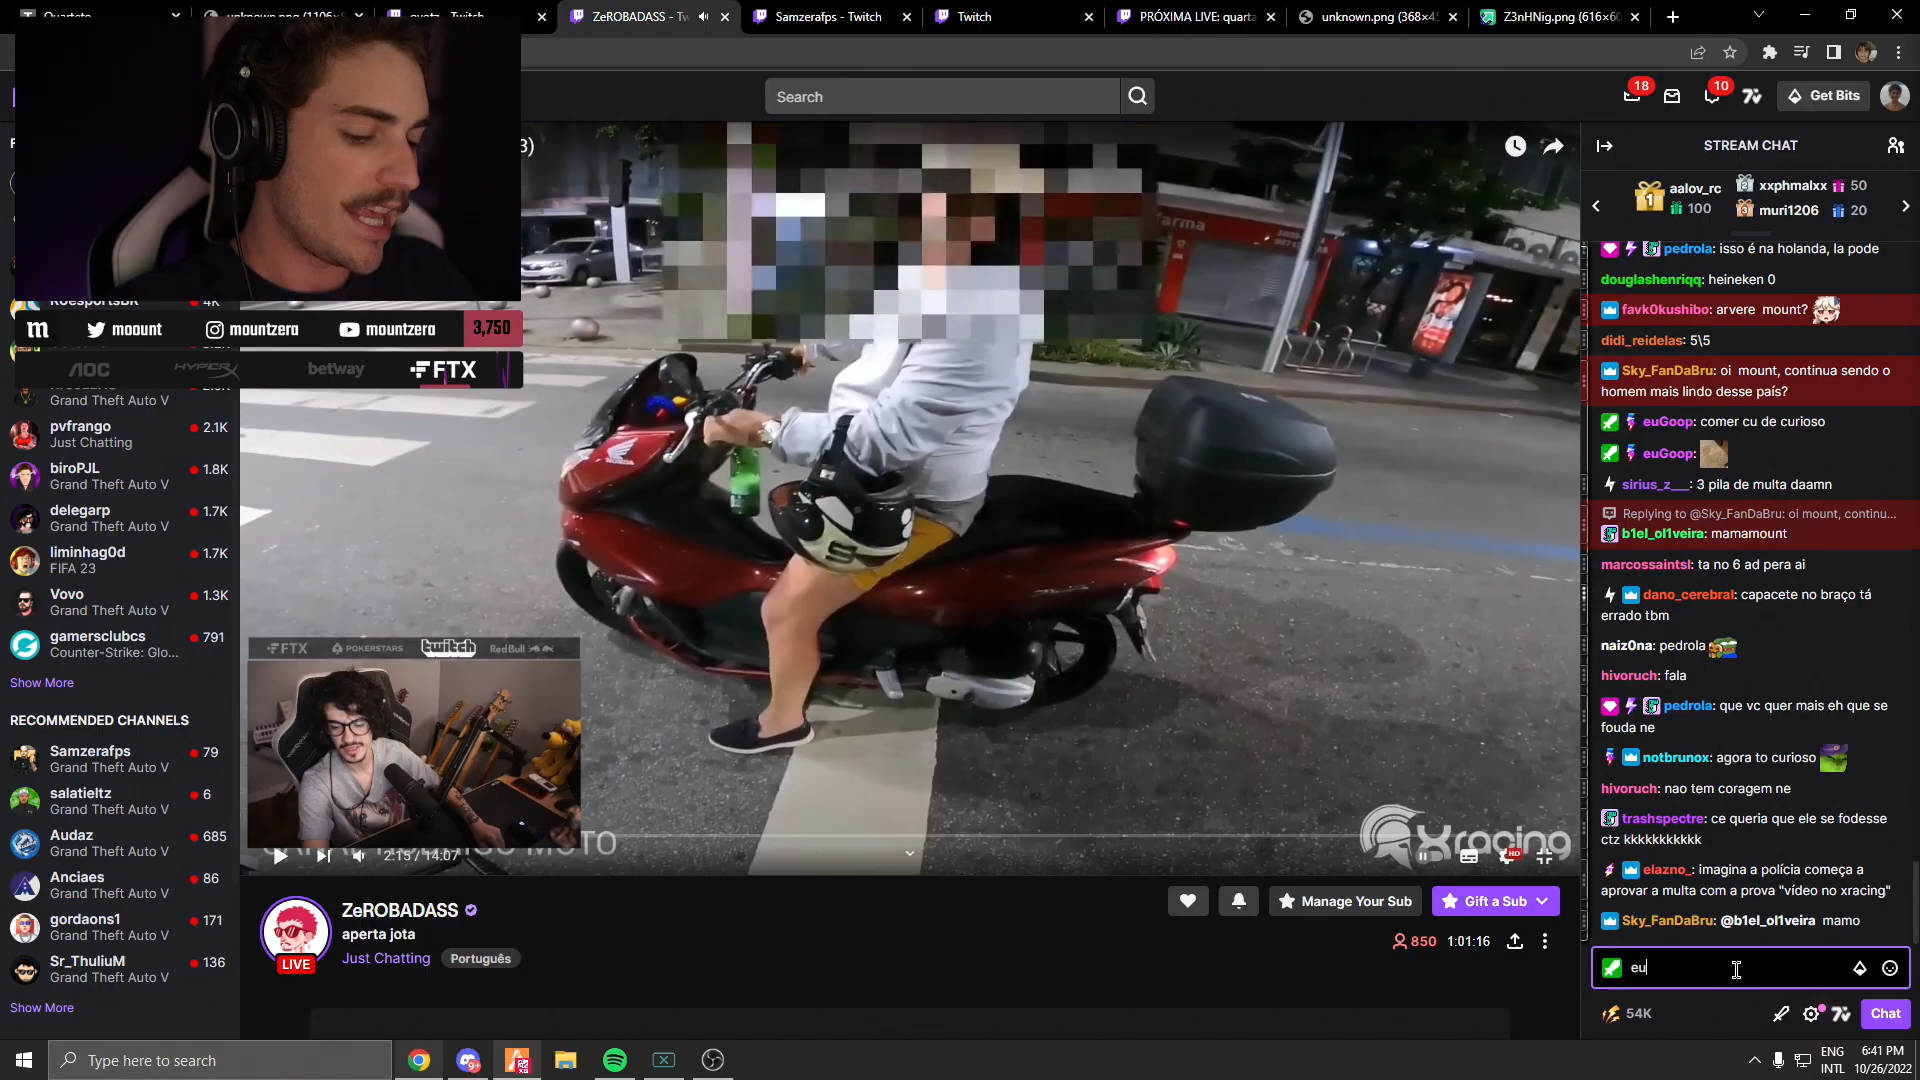 ZeROBADASS - Tw
Samzerafps - Twitch
Twitch
PRÓXIMA LIVE: quarta
unknown.png (368×4
Z3nHNig.png (616×60
Search
18
10
Get Bits
3)
STREAM CHAT
aalov_rc
100
xxphmalxx 50
muri1206 20
pedrola: isso é na holanda, la pode
douglashenriqq: heineken 0
favk0kushibo: arvere mount?
didi_reidelas: 5\5
Sky_FanDaBru: oi mount, continua sendo o
homem mais lindo desse país?
euGoop: comer cu de curioso
euGoop:
sirius_z___: 3 pila de multa daamn
Replying to @Sky_FanDaBru: oi mount, continu...
b1el_ol1veira: mamamount
marcossaintsl: ta no 6 ad pera ai
dano_cerebral: capacete no braço tá
errado tbm
naiz0na: pedrola
hivoruch: fala
pedrola: que vc quer mais eh que se
fouda ne
notbrunox: agora to curioso
hivoruch: nao tem coragem ne
trashspectre: ce queria que ele se fodesse
ctz kkkkkkkkkkk
elazno_: imagina a polícia começa a
aprovar a multa com a prova "vídeo no xracing"
Sky_FanDaBru: @b1el_ol1veira mamo
eu
54K
Chat
m
moount
mountzera
mountzera
3,750
AOC
HYPERX
betway
FTX
Grand Theft Auto V
pvfrango
2.1K
Just Chatting
biroPJL
1.8K
Grand Theft Auto V
delegarp
1.7K
Grand Theft Auto V
liminhag0d
1.7K
FIFA 23
Vovo
1.3K
Grand Theft Auto V
gamersclubcs
791
Counter-Strike: Glo...
Show More
RECOMMENDED CHANNELS
Samzerafps
79
Grand Theft Auto V
salatieltz
6
Grand Theft Auto V
Audaz
685
Grand Theft Auto V
Anciaes
86
Grand Theft Auto V
gordaons1
171
Grand Theft Auto V
Sr_ThuliuM
136
Grand Theft Auto V
Show More
arma
HONDA
FTX
POKERSTARS
twitch
Red Bull
MOTO
2:15 / 14:07
HD
Xracing
ZeROBADASS
aperta jota
LIVE
Just Chatting
Português
Manage Your Sub
Gift a Sub
850
1:01:16
Type here to search
9+
ENG
INTL
6:41 PM
10/26/2022